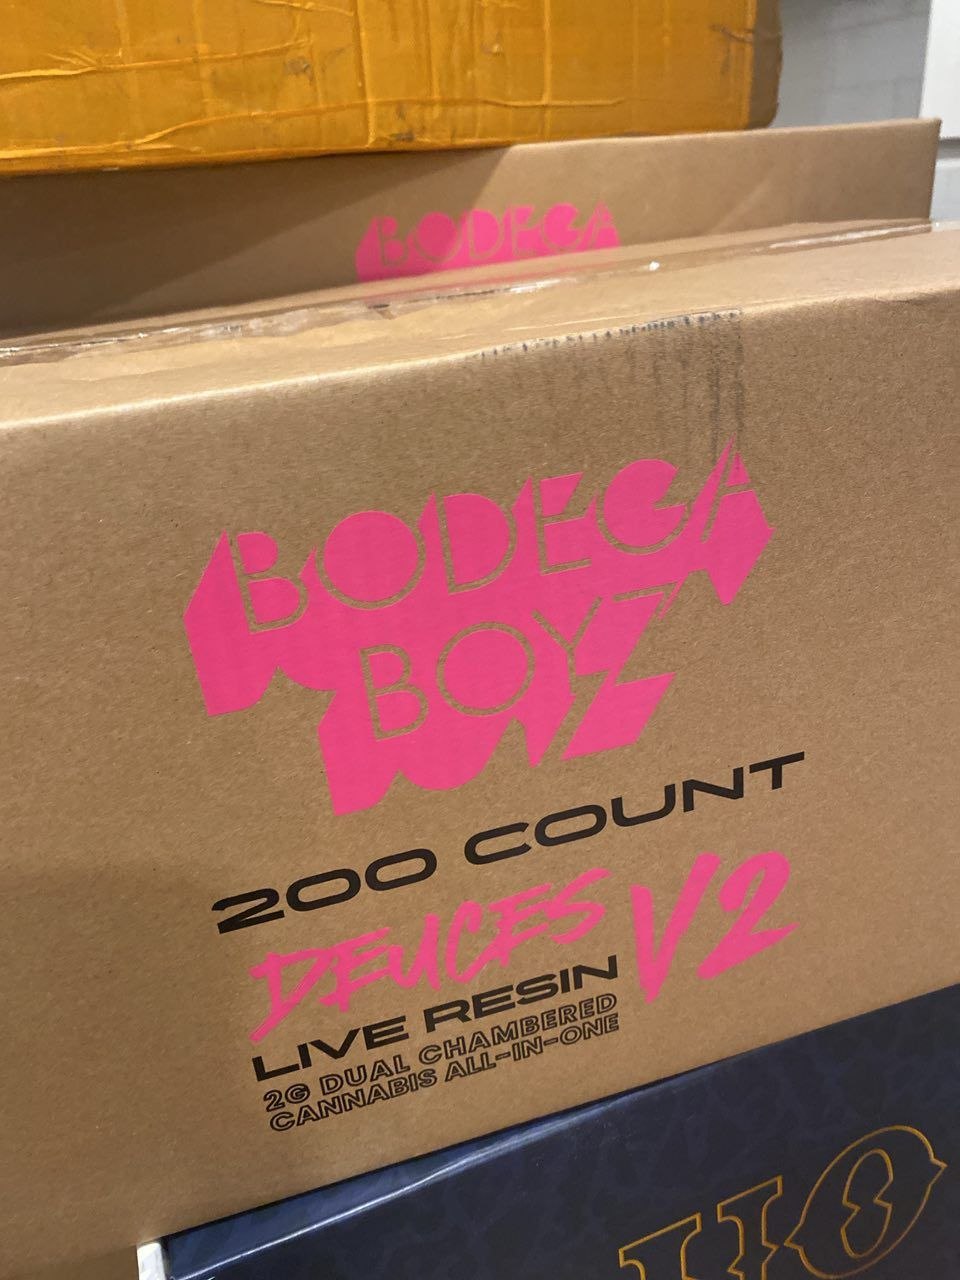 BODEGA
BODEGA
BOYZ
200 COUNT
DEUCES V2
LIVE RESIN
2G DUAL CHAMBERED
CANNABIS ALL-IN-ONE